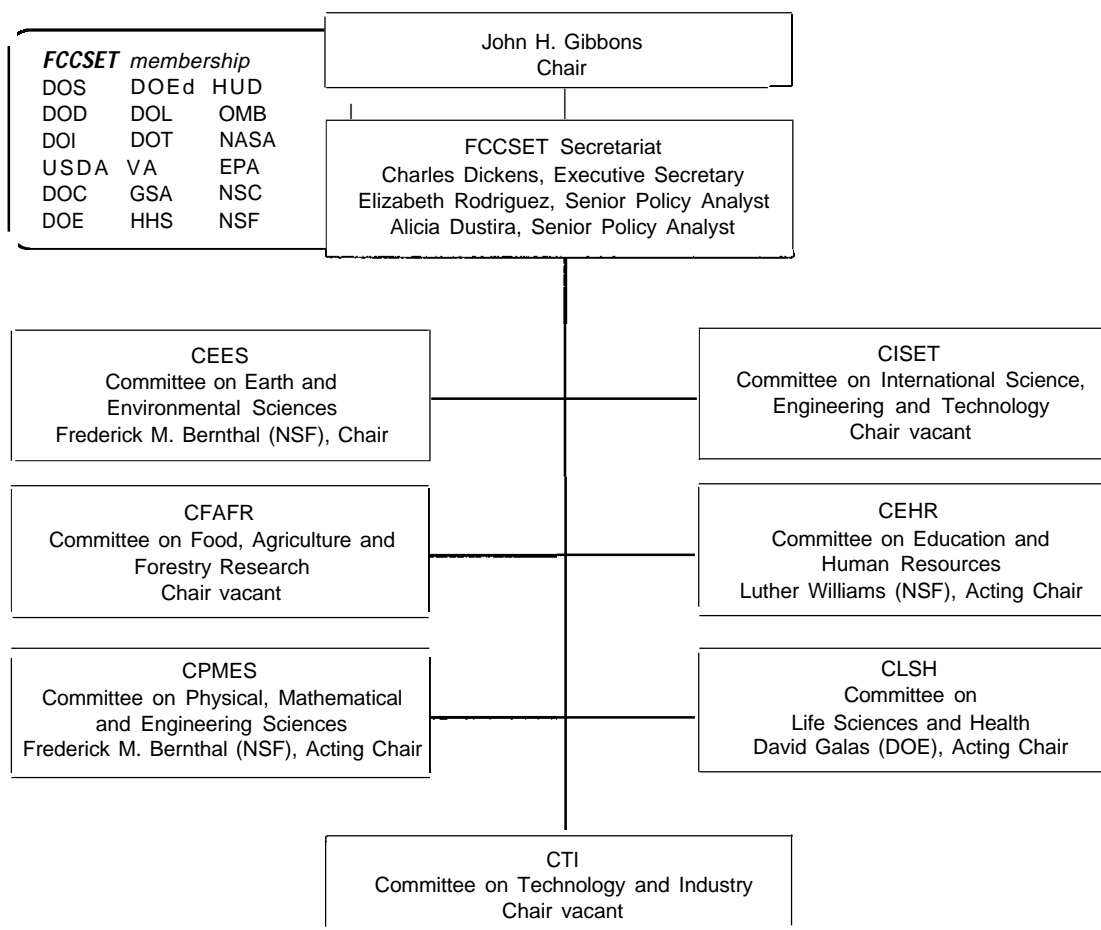 FCCSET membership
DOS DOEd HUD
DOD DOL OMB
DOI DOT NASA
USDA VA EPA
DOC GSA NSC
DOE HHS NSF
John H. Gibbons
Chair
FCCSET Secretariat
Charles Dickens, Executive Secretary
Elizabeth Rodriguez, Senior Policy Analyst
Alicia Dustira, Senior Policy Analyst
CEES
Committee on Earth and
Environmental Sciences
Frederick M. Bernthal (NSF), Chair
CISET
Committee on International Science,
Engineering and Technology
Chair vacant
CFAFR
Committee on Food, Agriculture and
Forestry Research
Chair vacant
CEHR
Committee on Education and
Human Resources
Luther Williams (NSF), Acting Chair
CPMES
Committee on Physical, Mathematical
and Engineering Sciences
Frederick M. Bernthal (NSF), Acting Chair
CLSH
Committee on
Life Sciences and Health
David Galas (DOE), Acting Chair
CTI
Committee on Technology and Industry
Chair vacant